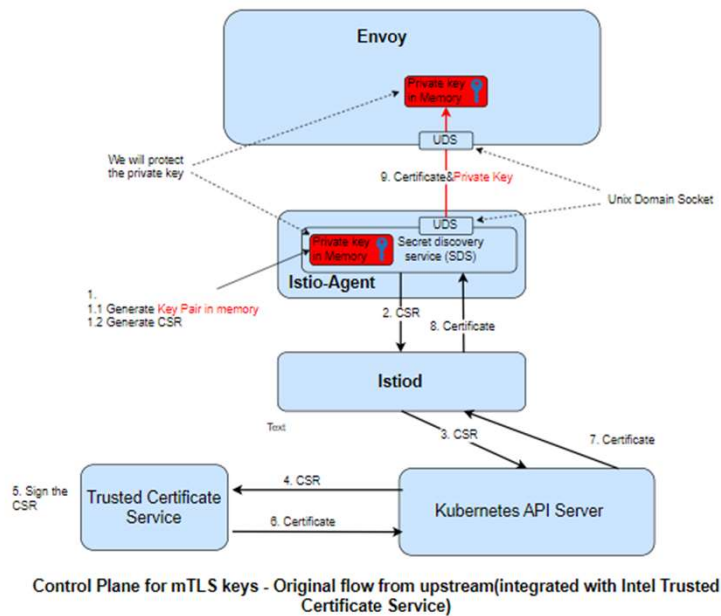 Envoy
Private key
in Memory
UDS
We will protect
the private key
9. Certificate&Private Key
Unix Domain Socket
UDS
Private key
in Memory
Secret discovery
service (SDS)
Istio-Agent
1.
1.1 Generate Key Pair in memory
1.2 Generate CSR
2. CSR
8. Certificate
Istiod
Text
3. CSR
7. Certificate
5. Sign the
CSR
Trusted Certificate
Service
4. CSR
6. Certificate
Kubernetes API Server
Control Plane for mTLS keys - Original flow from upstream(integrated with Intel Trusted
Certificate Service)